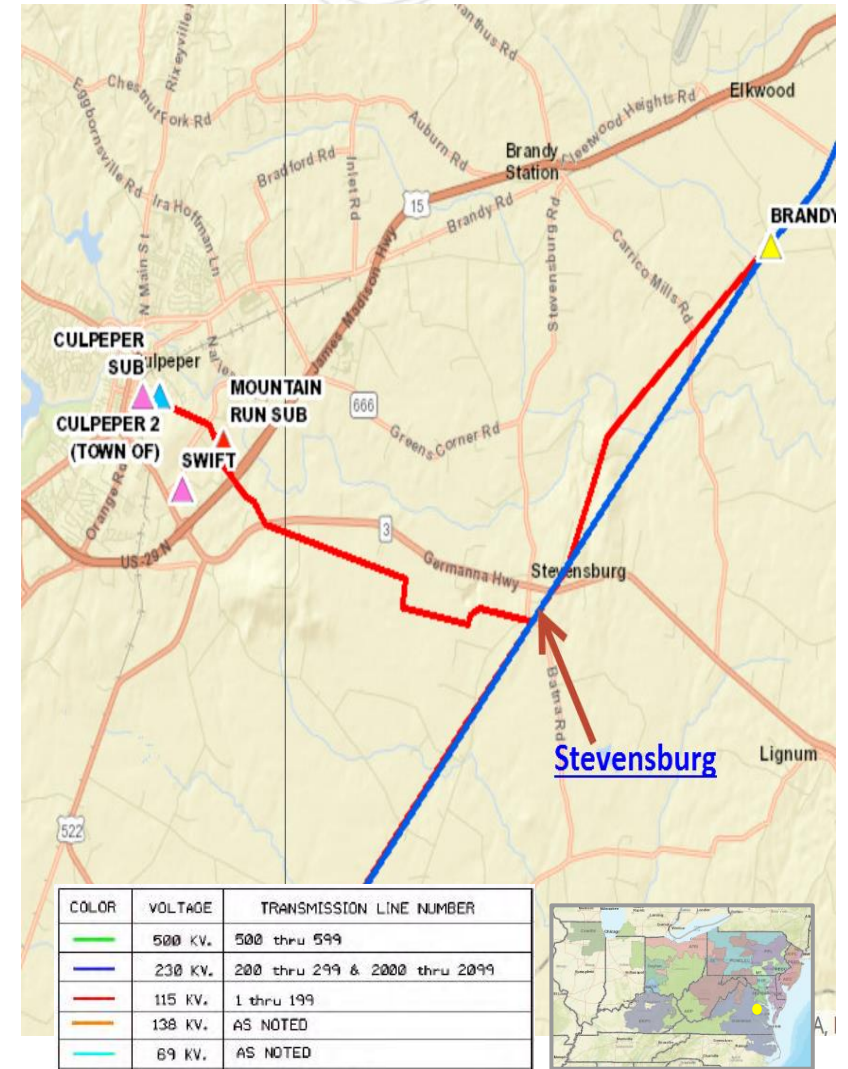 Rixeyville
anthus Rd
Elkwood
Chestnut Fork Rd
Eggbornsville Rd
Fleetwood Heights Rd
Auburn Rd
Brandy
Station
Bradford Rd
Inlet Rd
Ira Hoffman Ln
15
Brandy Rd
BRANDY
N Main St
Stevensburg Rd
Carrico Mills Rd
James Madison Hwy
CULPEPER
SUB
ulpeper
MOUNTAIN
RUN SUB
CULPEPER 2
(TOWN OF)
666
Greens Corner Rd
SWIFT
Orange Rd
3
US-29 N
Germanna Hwy
Stevensburg
Batna Rd
Stevensburg
Lignum
522
COLOR VOLTAGE TRANSMISSION LINE NUMBER
500 KV. 500 thru 599
230 KV. 200 thru 299 & 2000 thru 2099
115 KV. 1 thru 199
138 KV. AS NOTED
69 KV. AS NOTED
A,